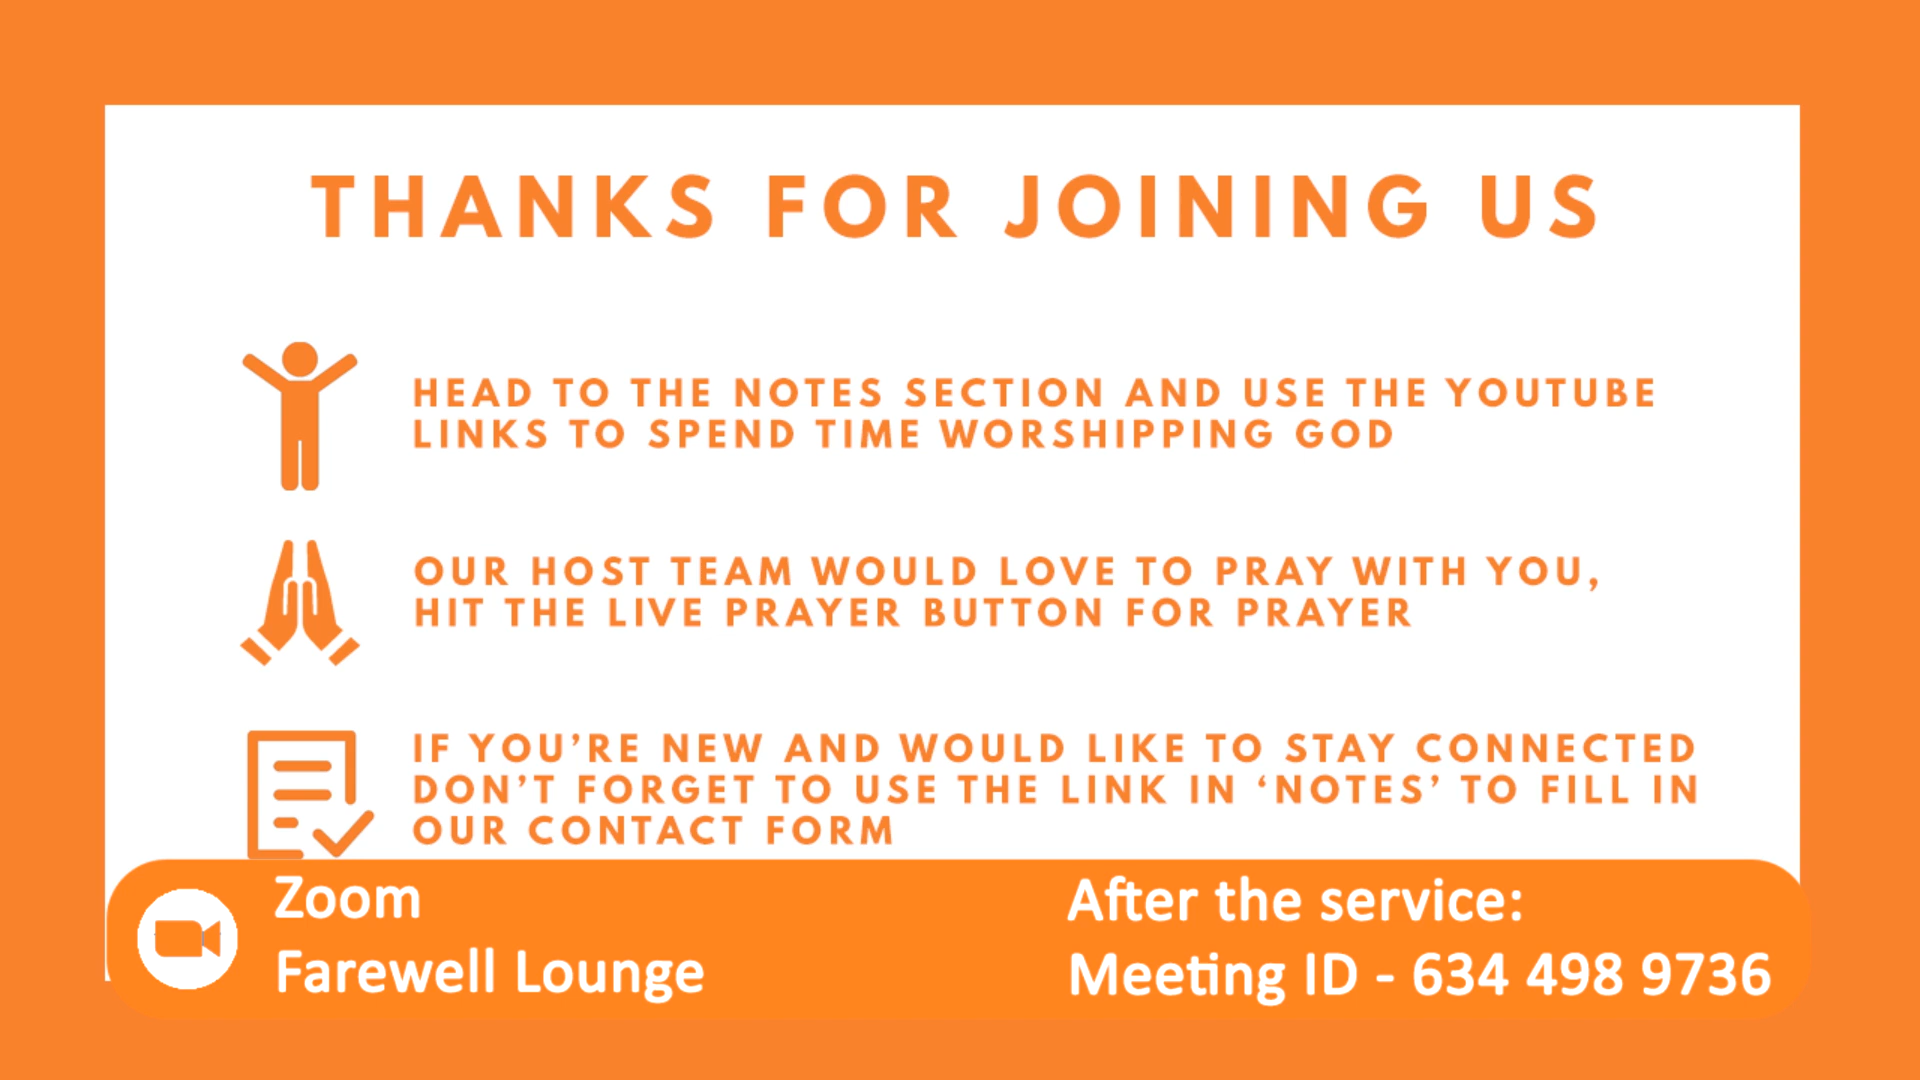 THANKS FOR JOINING US
HEAD TO THE NOTES SECTION AND USE THE YOUTUBE
LINKS TO SPEND TIME WORSHIPPING GOD
OUR HOST TEAM WOULD LOVE TO PRAY WITH YOU,
HIT THE LIVE PRAYER BUTTON FOR PRAYER
IF YOU’RE NEW AND WOULD LIKE TO STAY CONNECTED
DON’T FORGET TO USE THE LINK IN ‘NOTES’ TO FILL IN
OUR CONTACT FORM
Zoom
Farewell Lounge
After the service:
Meeting ID - 634 498 9736